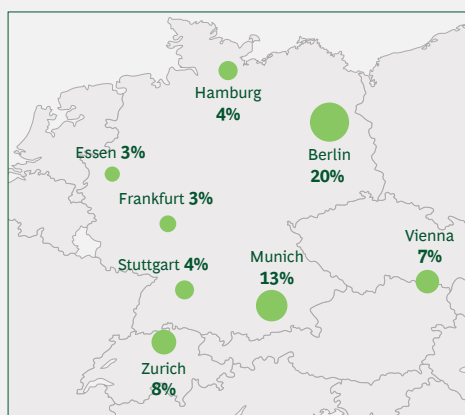 Hamburg
4%
Berlin
20%
Essen 3%
Frankfurt 3%
Vienna
7%
Stuttgart 4%
Munich
13%
Zurich
8%